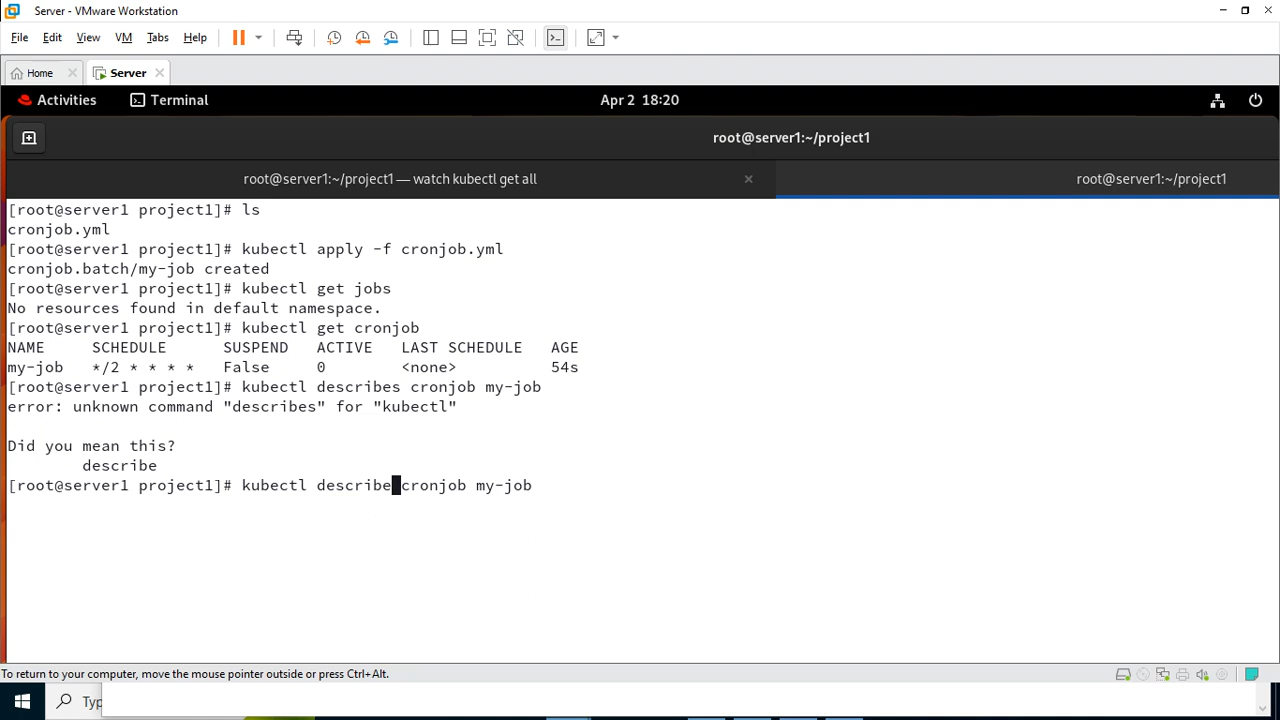 Server - VMware Workstation
File Edit View VM Tabs Help
Home Server
Activities Terminal Apr 2 18:20
root@server1:~/project1
root@server1:~/project1 — watch kubectl get all root@server1:~/project1
[root@server1 project1]# ls
cronjob.yml
[root@server1 project1]# kubectl apply -f cronjob.yml
cronjob.batch/my-job created
[root@server1 project1]# kubectl get jobs
No resources found in default namespace.
[root@server1 project1]# kubectl get cronjob
NAME SCHEDULE SUSPEND ACTIVE LAST SCHEDULE AGE
my-job */2 * * * * False 0 <none> 54s
[root@server1 project1]# kubectl describes cronjob my-job
error: unknown command "describes" for "kubectl"
Did you mean this?
describe
[root@server1 project1]# kubectl describe cronjob my-job
To return to your computer, move the mouse pointer outside or press Ctrl+Alt.
Typ